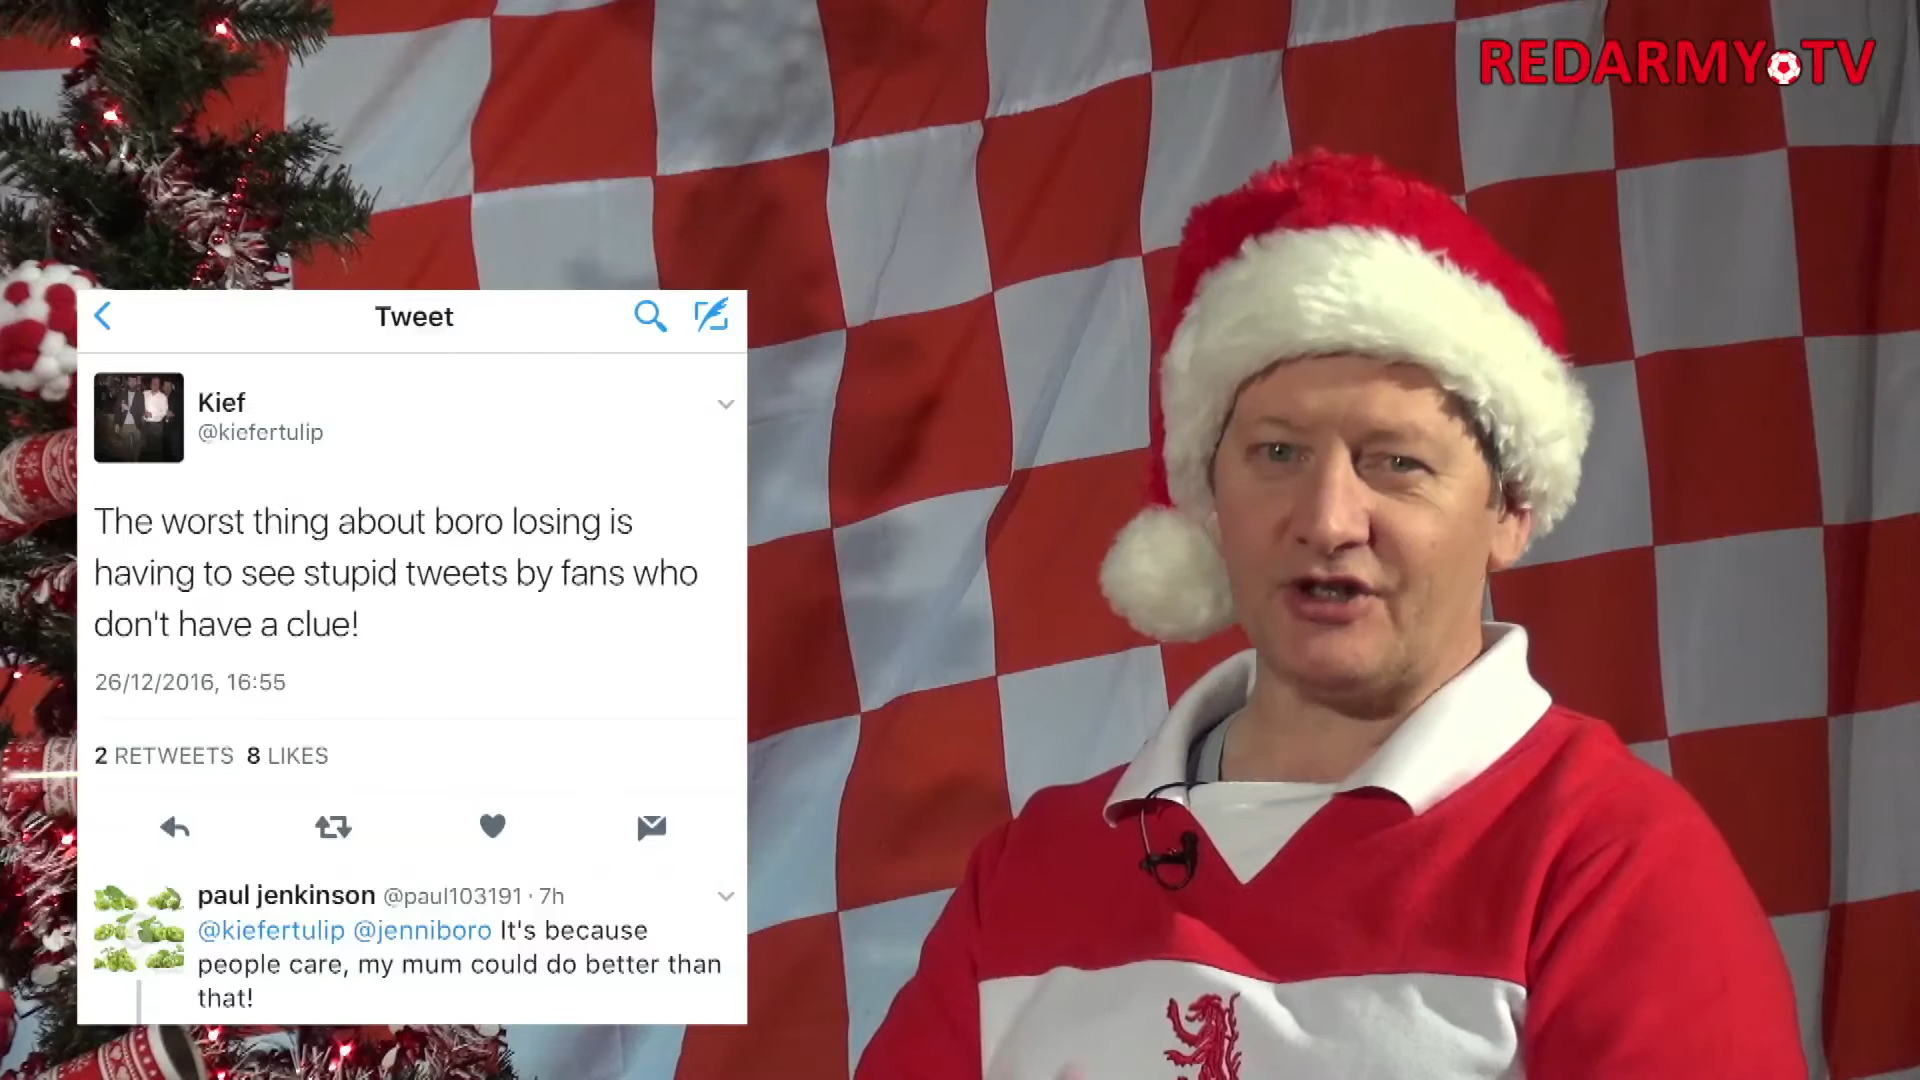 REDARMY TV
Tweet
Kief
@kiefertulip
The worst thing about boro losing is
having to see stupid tweets by fans who
don't have a clue!
26/12/2016, 16:55
2 RETWEETS 8 LIKES
paul jenkinson @paul103191 · 7h
@kiefertulip @jenniboro It's because
people care, my mum could do better than
that!